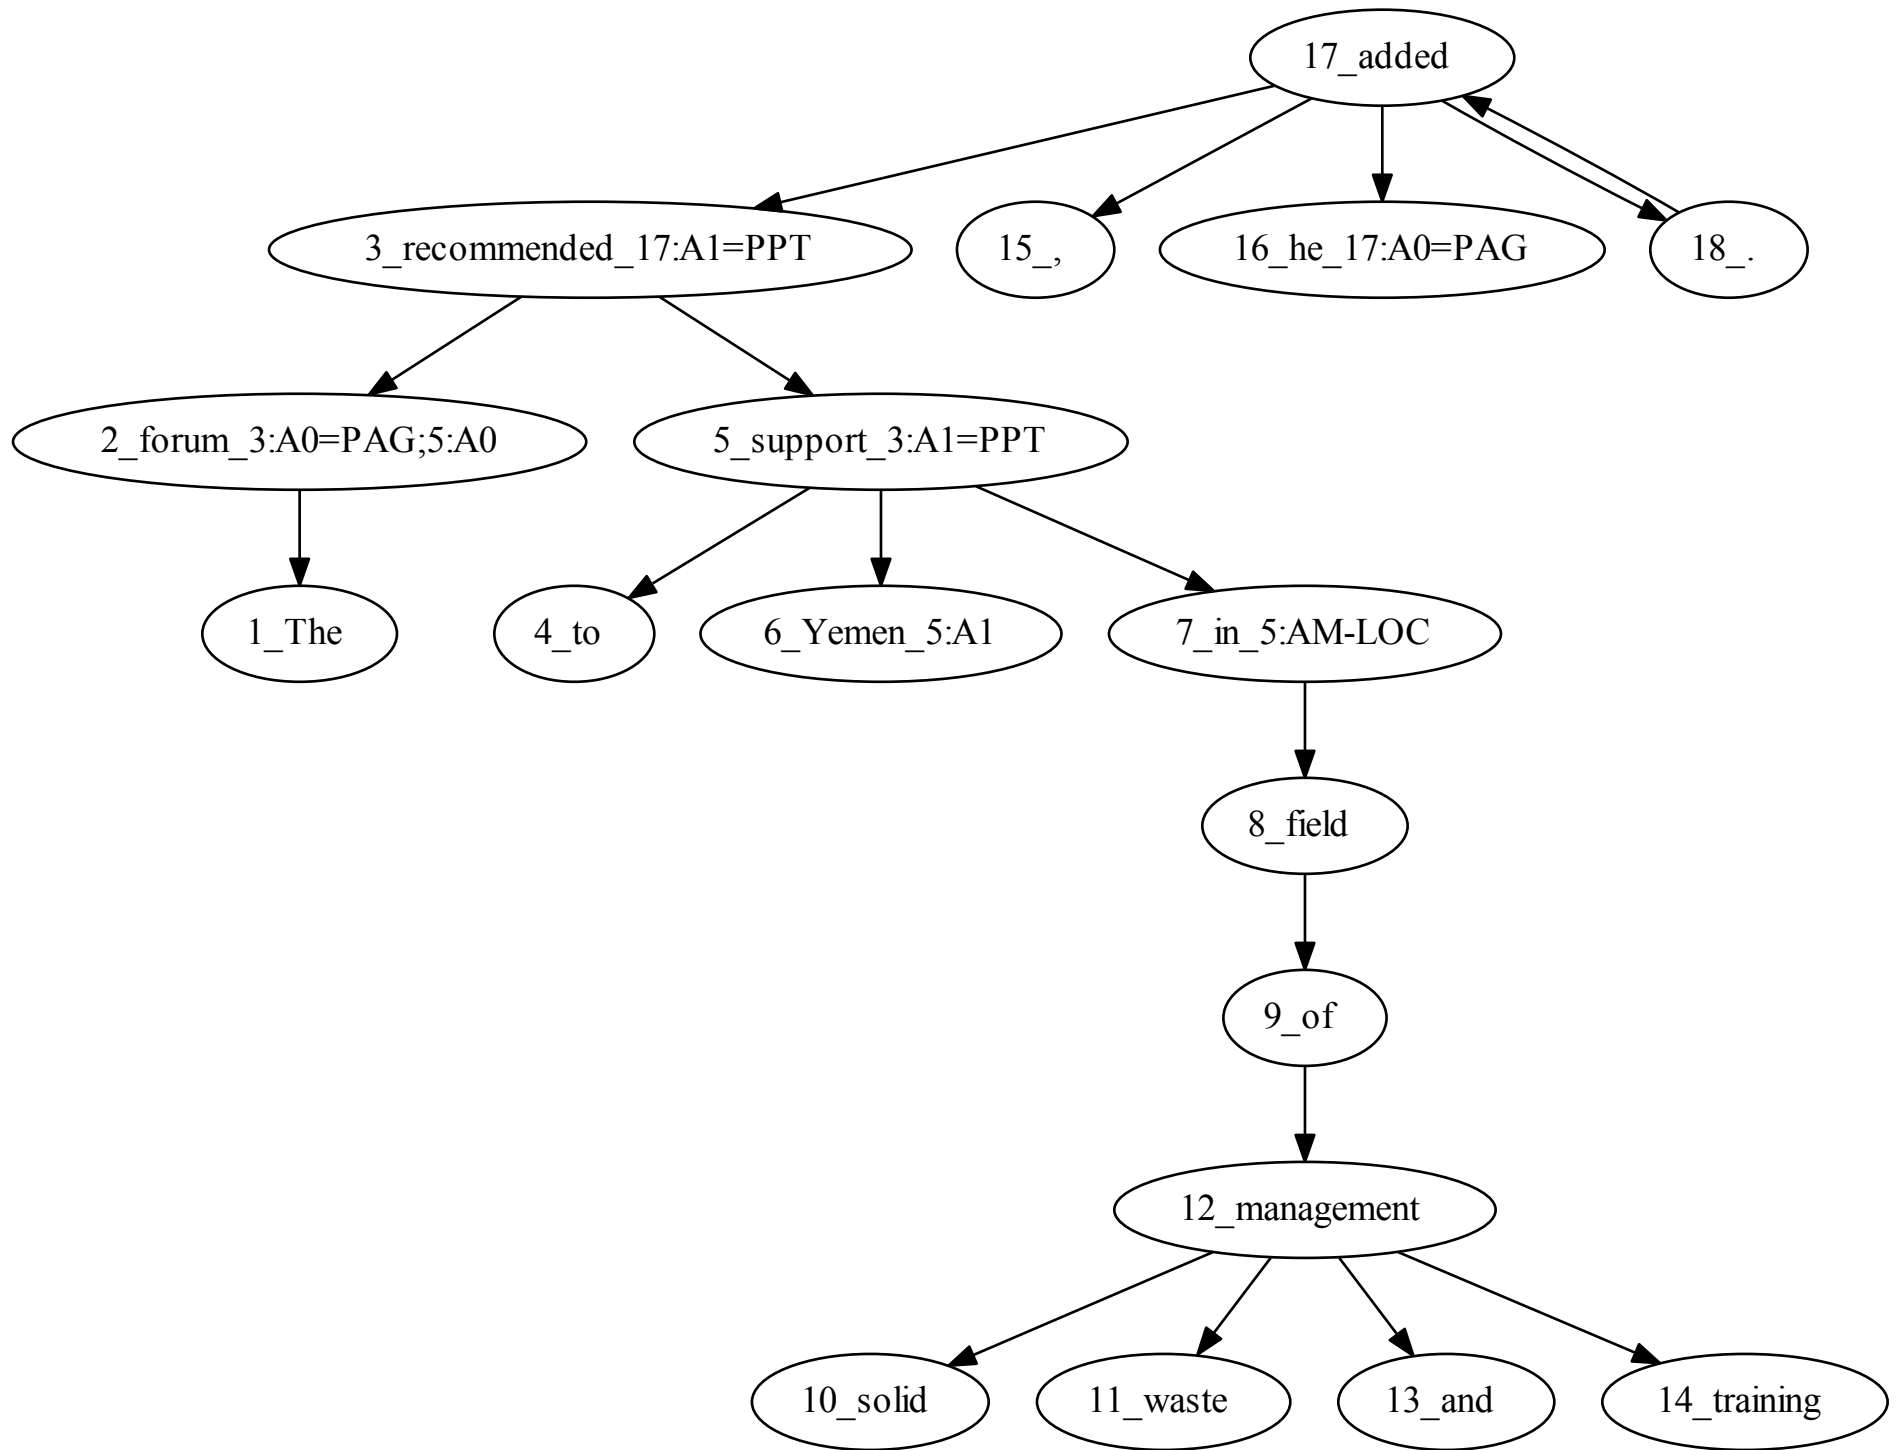 17_added
3_recommended_17:A1=PPT
15_,
16_he_17:A0=PAG
18_.
2_forum_3:A0=PAG;5:A0
5_support_3:A1=PPT
1_The
4_to
6_Yemen_5:A1
7_in_5:AM-LOC
8_field
9_of
12_management
10_solid
11_waste
13_and
14_training